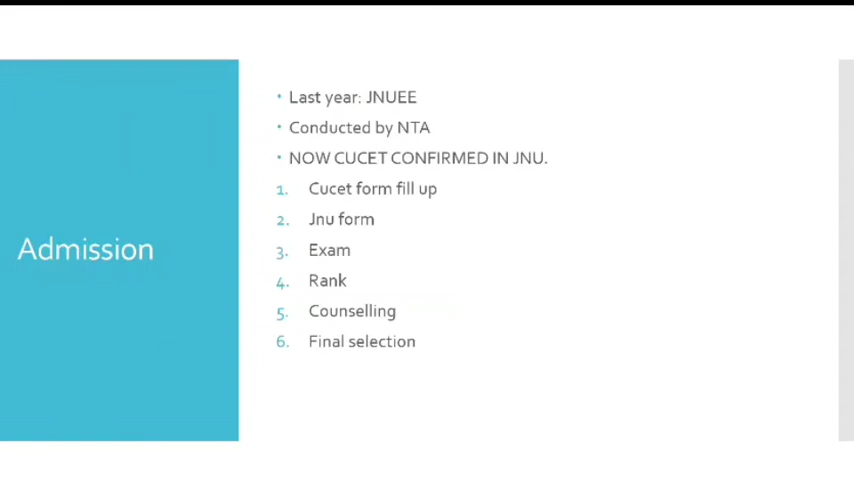 Admission
• Last year: JNUEE
• Conducted by NTA
• NOW CUCET CONFIRMED IN JNU.
1. Cucet form fill up
2. Jnu form
3. Exam
4. Rank
5. Counselling
6. Final selection